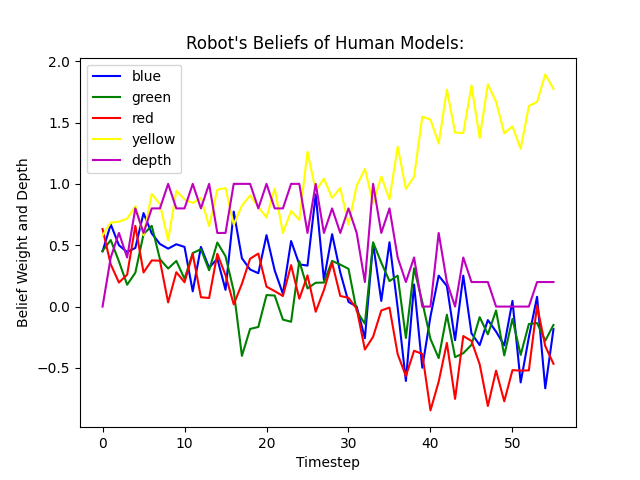 Robot's Beliefs of Human Models:
blue
green
red
yellow
depth
Belief Weight and Depth
2.0
1.5
1.0
0.5
0.0
−0.5
0
10
20
30
40
50
Timestep